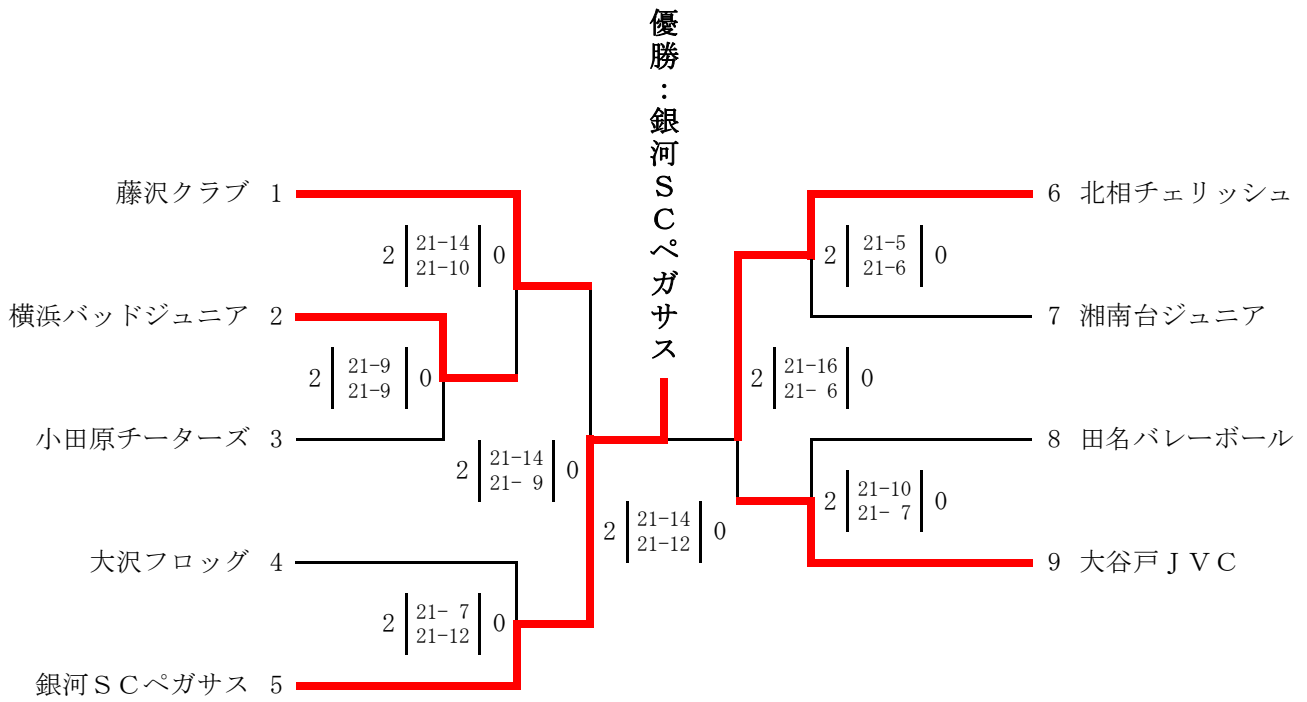 優勝：銀河ＳＣペガサス
藤沢クラブ 1
2 21-14 0
21-10
横浜バッドジュニア 2
2 21-9 0
21-9
小田原チーターズ 3
2 21-14 0
21- 9
大沢フロッグ 4
2 21- 7 0
21-12
銀河ＳＣペガサス 5
2 21-14 0
21-12
6 北相チェリッシュ
2 21-5 0
21-6
7 湘南台ジュニア
2 21-16 0
21- 6
8 田名バレーボール
2 21-10 0
21- 7
9 大谷戸ＪＶＣ